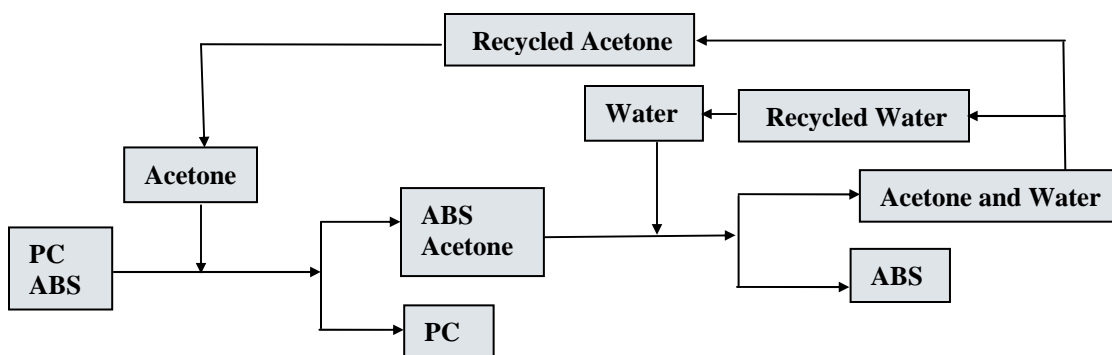 Recycled Acetone
Water
Recycled Water
Acetone
Acetone and Water
ABS
Acetone
PC
ABS
ABS
PC